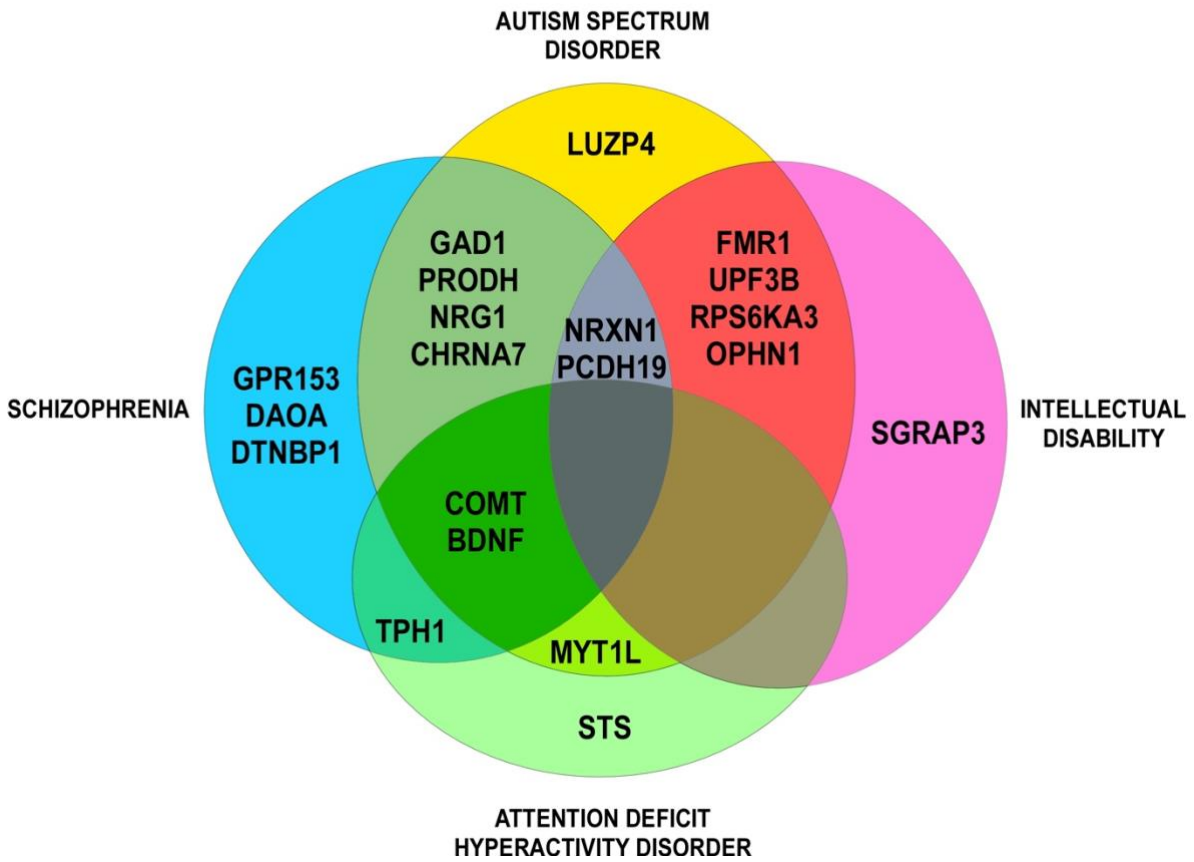 AUTISM SPECTRUM
DISORDER
LUZP4
GAD1
PRODH
NRG1
CHRNA7
FMR1
UPF3B
RPS6KA3
OPHN1
NRXN1
PCDH19
GPR153
DAOA
DTNBP1
SCHIZOPHRENIA
SGRAP3
INTELLECTUAL
DISABILITY
COMT
BDNF
TPH1
MYT1L
STS
ATTENTION DEFICIT
HYPERACTIVITY DISORDER